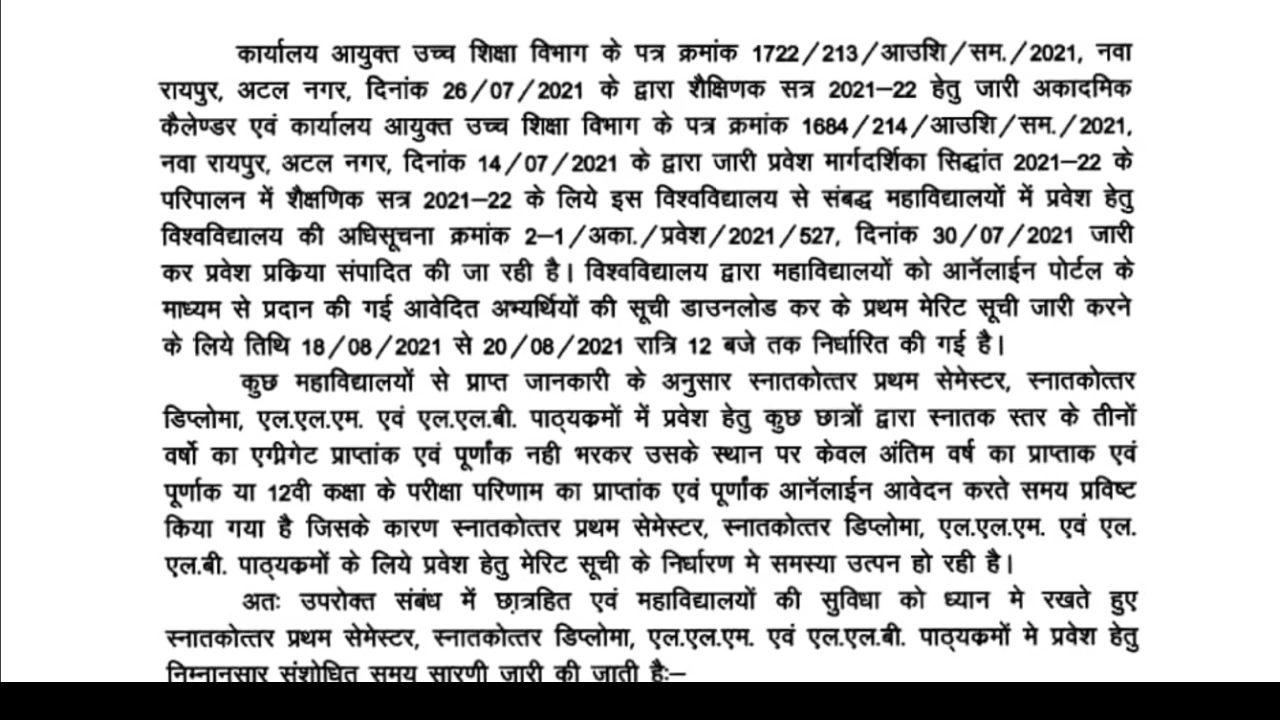 कार्यालय आयुक्त उच्च शिक्षा विभाग के पत्र क्रमांक 1722/213/आउशि/सम./2021, नवा
रायपुर, अटल नगर, दिनांक 26/07/2021 के द्वारा शैक्षिणक सत्र 2021–22 हेतु जारी अकादमिक
कैलेण्डर एवं कार्यालय आयुक्त उच्च शिक्षा विभाग के पत्र क्रमांक 1684/214/आउशि/सम./2021,
नवा रायपुर, अटल नगर, दिनांक 14/07/2021 के द्वारा जारी प्रवेश मार्गदर्शिका सिद्घांत 2021–22 के
परिपालन में शैक्षणिक सत्र 2021–22 के लिये इस विश्वविद्यालय से संबद्ध महाविद्यालयों में प्रवेश हेतु
विश्वविद्यालय की अधिसूचना क्रमांक 2–1/अका./प्रवेश/2021/527, दिनांक 30/07/2021 जारी
कर प्रवेश प्रक्रिया संपादित की जा रही है। विश्वविद्यालय द्वारा महाविद्यालयों को आनॅलाईन पोर्टल के
माध्यम से प्रदान की गई आवेदित अभ्यर्थियों की सूची डाउनलोड कर के प्रथम मेरिट सूची जारी करने
के लिये तिथि 18/08/2021 से 20/08/2021 रात्रि 12 बजे तक निर्धारित की गई है।
कुछ महाविद्यालयों से प्राप्त जानकारी के अनुसार स्नातकोत्तर प्रथम सेमेस्टर, स्नातकोत्तर
डिप्लोमा, एल.एल.एम. एवं एल.एल.बी. पाठ्यक्रमों में प्रवेश हेतु कुछ छात्रों द्वारा स्नातक स्तर के तीनों
वर्षो का एग्रीगेट प्राप्तांक एवं पूर्णांक नही भरकर उसके स्थान पर केवल अंतिम वर्ष का प्राप्ताक एवं
पूर्णाक या 12वी कक्षा के परीक्षा परिणाम का प्राप्तांक एवं पूर्णांक आनॅलाईन आवेदन करते समय प्रविष्ट
किया गया है जिसके कारण स्नातकोत्तर प्रथम सेमेस्टर, स्नातकोत्तर डिप्लोमा, एल.एल.एम. एवं एल.
एल.बी. पाठ्यक्रमों के लिये प्रवेश हेतु मेरिट सूची के निर्धारण मे समस्या उत्पन हो रही है।
अतः उपरोक्त संबंध में छात्रहित एवं महाविद्यालयों की सुविधा को ध्यान मे रखते हुए
स्नातकोत्तर प्रथम सेमेस्टर, स्नातकोत्तर डिप्लोमा, एल.एल.एम. एवं एल.एल.बी. पाठ्यक्रमों मे प्रवेश हेतु
निम्नानुसार संशोधित समय सारणी जारी की जाती हैः–